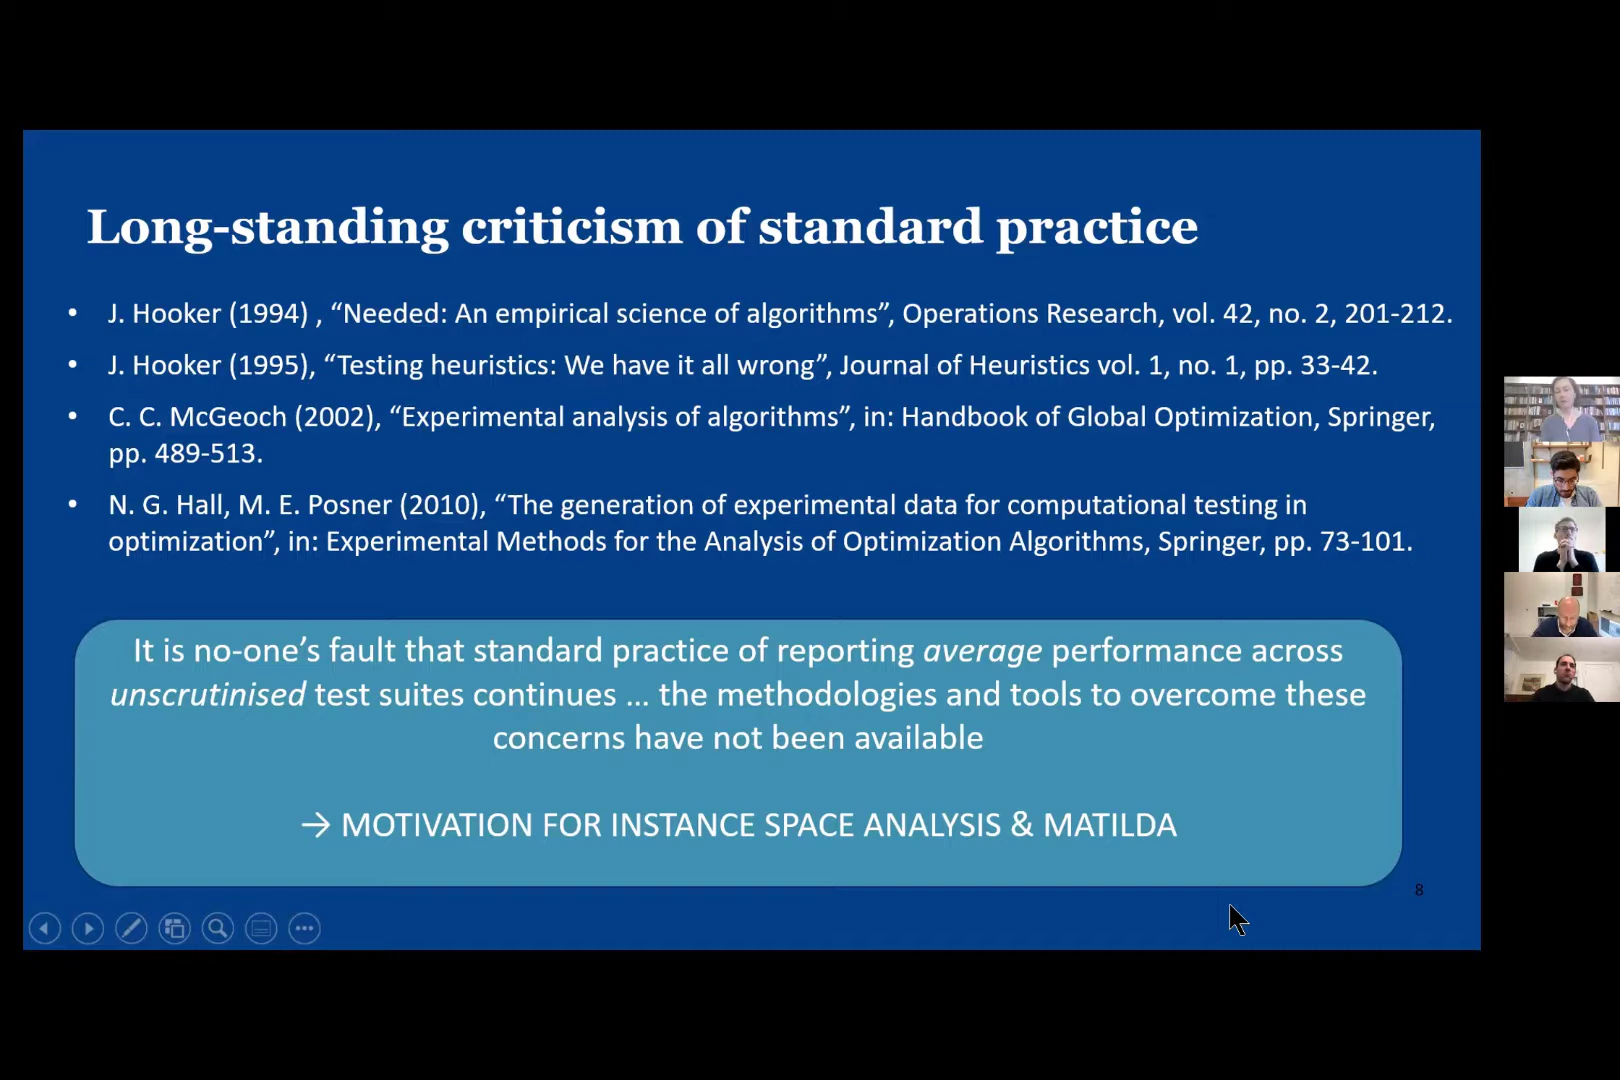 Long-standing criticism of standard practice
• J. Hooker (1994) , “Needed: An empirical science of algorithms”, Operations Research, vol. 42, no. 2, 201-212.
• J. Hooker (1995), “Testing heuristics: We have it all wrong”, Journal of Heuristics vol. 1, no. 1, pp. 33-42.
• C. C. McGeoch (2002), “Experimental analysis of algorithms”, in: Handbook of Global Optimization, Springer,
pp. 489-513.
• N. G. Hall, M. E. Posner (2010), “The generation of experimental data for computational testing in
optimization”, in: Experimental Methods for the Analysis of Optimization Algorithms, Springer, pp. 73-101.
It is no-one’s fault that standard practice of reporting average performance across
unscrutinised test suites continues … the methodologies and tools to overcome these
concerns have not been available
→ MOTIVATION FOR INSTANCE SPACE ANALYSIS & MATILDA
8